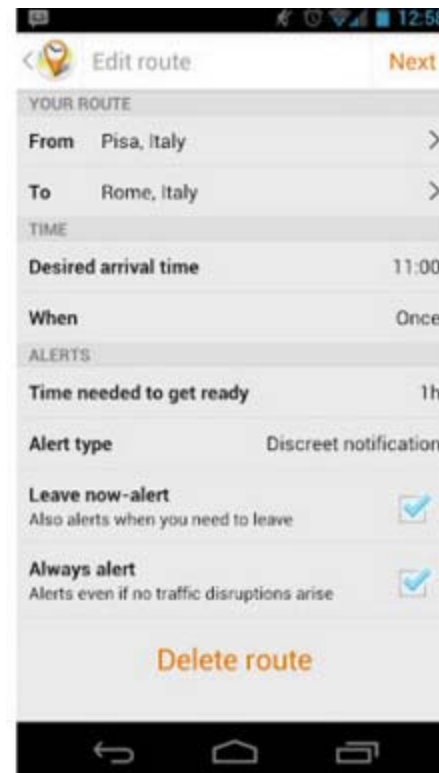 12:58
Edit route Next
YOUR ROUTE
From Pisa, Italy
To Rome, Italy
TIME
Desired arrival time 11:00
When Once
ALERTS
Time needed to get ready 1h
Alert type Discreet notification
Leave now-alert
Also alerts when you need to leave
Always alert
Alerts even if no traffic disruptions arise
Delete route